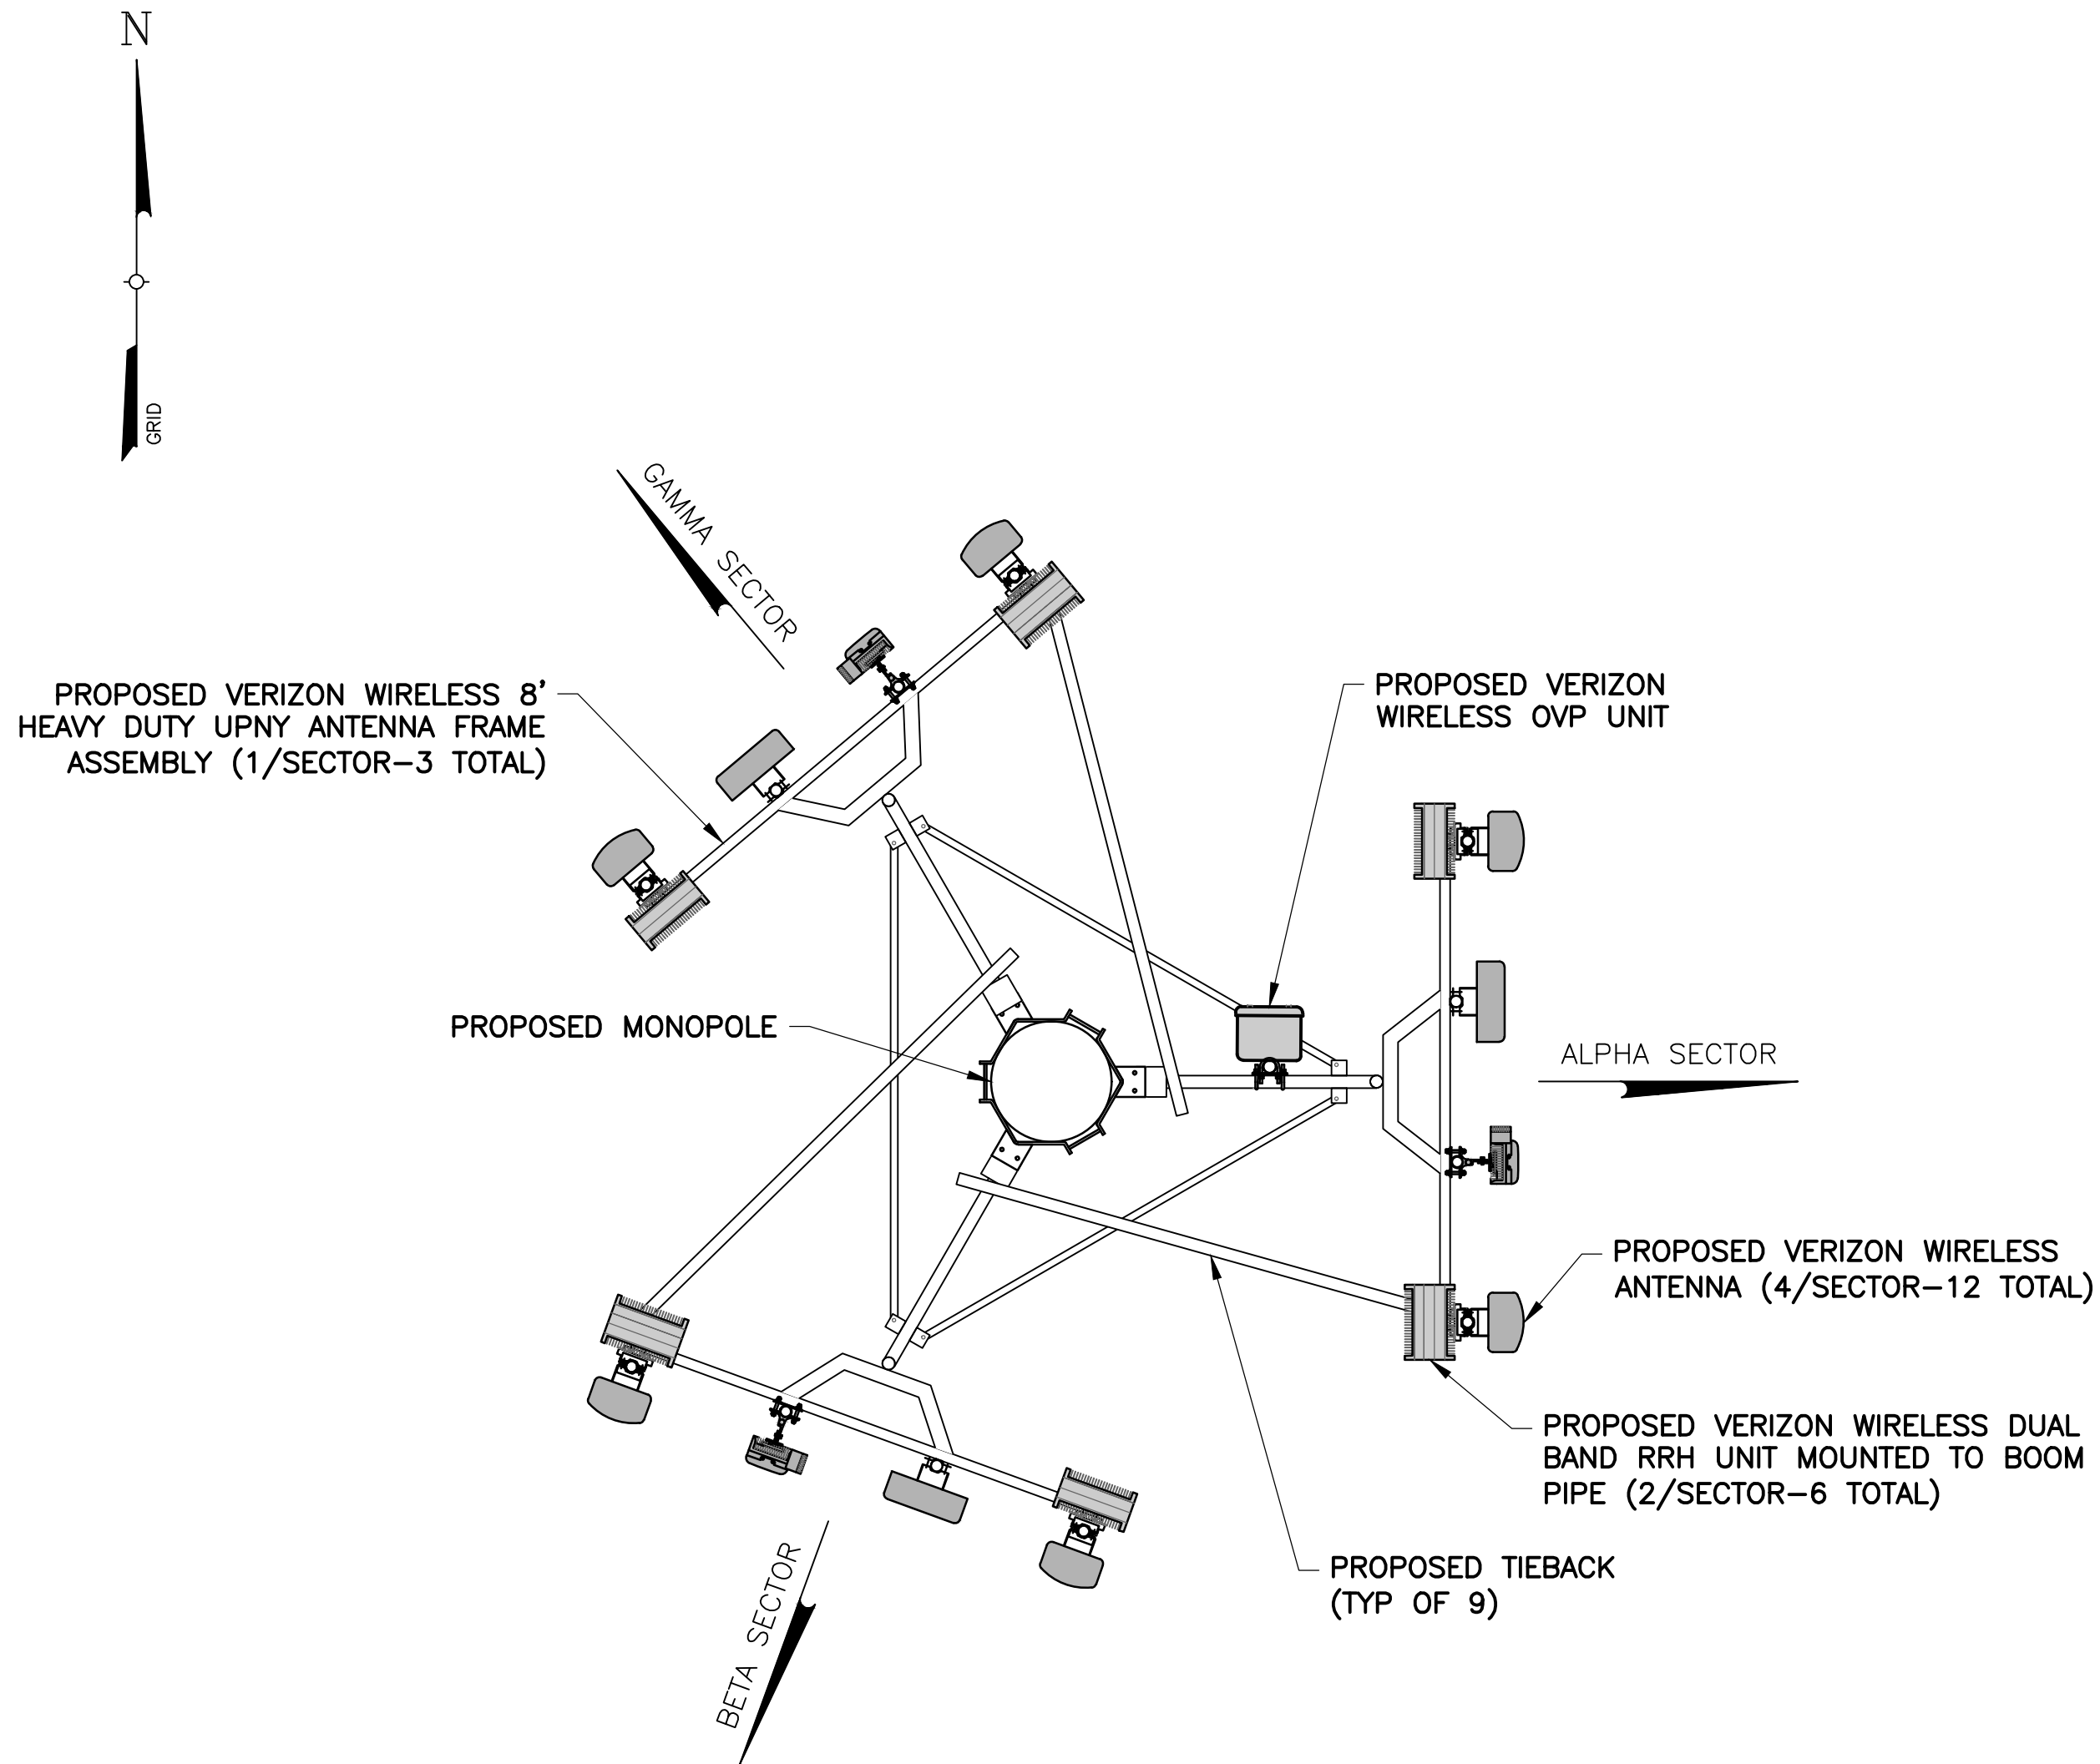 N
GRID
GAMMA SECTOR
PROPOSED VERIZON WIRELESS 8'
HEAVY DUTY UPNY ANTENNA FRAME
ASSEMBLY (1/SECTOR-3 TOTAL)
PROPOSED VERIZON
WIRELESS OVP UNIT
PROPOSED MONOPOLE
ALPHA SECTOR
PROPOSED VERIZON WIRELESS
ANTENNA (4/SECTOR-12 TOTAL)
PROPOSED VERIZON WIRELESS DUAL
BAND RRH UNIT MOUNTED TO BOOM
PIPE (2/SECTOR-6 TOTAL)
PROPOSED TIEBACK
(TYP OF 9)
BETA SECTOR